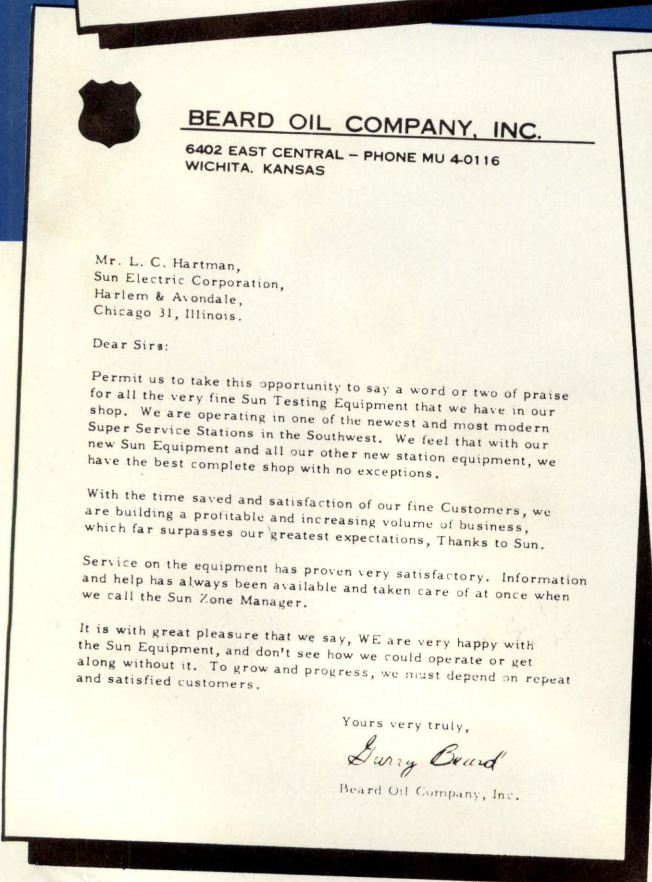 BEARD OIL COMPANY, INC.
6402 EAST CENTRAL – PHONE MU 4-0116
WICHITA, KANSAS
Mr. L. C. Hartman,
Sun Electric Corporation,
Harlem & Avondale,
Chicago 31, Illinois.
Dear Sirs:
Permit us to take this opportunity to say a word or two of praise
for all the very fine Sun Testing Equipment that we have in our
shop. We are operating in one of the newest and most modern
Super Service Stations in the Southwest. We feel that with our
new Sun Equipment and all our other new station equipment, we
have the best complete shop with no exceptions.
With the time saved and satisfaction of our fine Customers, we
are building a profitable and increasing volume of business,
which far surpasses our greatest expectations, Thanks to Sun.
Service on the equipment has proven very satisfactory. Information
and help has always been available and taken care of at once when
we call the Sun Zone Manager.
It is with great pleasure that we say, WE are very happy with
the Sun Equipment, and don't see how we could operate or get
along without it. To grow and progress, we must depend on repeat
and satisfied customers.
Yours very truly,
Beard
Beard Oil Company, Inc.